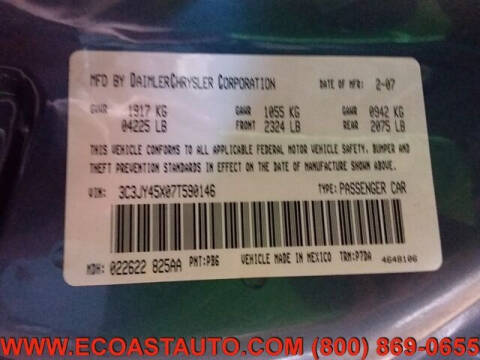 MFD BY DAIMLERCHRYSLER CORPORATION DATE OF MFR: 2-07
GVWR 1917 KG GAWR 1055 KG GAWR 0942 KG
04225 LB FRONT 2324 LB REAR 2075 LB
THIS VEHICLE CONFORMS TO ALL APPLICABLE FEDERAL MOTOR VEHICLE SAFETY, BUMPER AND
THEFT PREVENTION STANDARDS IN EFFECT ON THE DATE OF MANUFACTURE SHOWN ABOVE.
VIN: 3C3JY45X07T590146 TYPE: PASSENGER CAR
MDH: 022622 825AA PNT: PB6 VEHICLE MADE IN MEXICO TRM: P7DA 4648106
WWW.ECOASTAUTO.COM (800) 869-0655